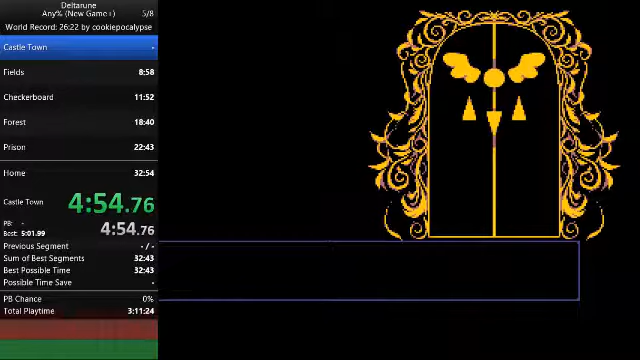 Deltarune
Any% (New Game+) 5/8
World Record: 26:22 by cookiepocalypse
Castle Town -
Fields 8:58
Checkerboard 11:52
Forest 18:40
Prison 22:43
Home 32:54
Castle Town 4:54.76
PB: -
Best: 5:01.99 4:54.76
Previous Segment - / -
Sum of Best Segments 32:43
Best Possible Time 32:43
Possible Time Save -
PB Chance 0%
Total Playtime 3:11:24